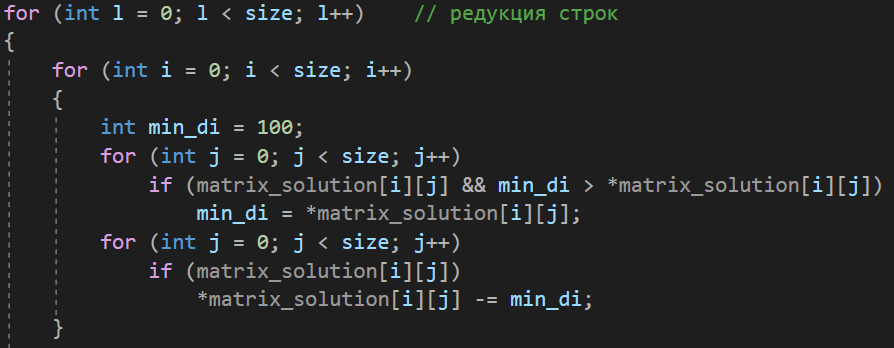 for (int l = 0; l < size; l++)    // редукция строк
{
    for (int i = 0; i < size; i++)
    {
        int min_di = 100;
        for (int j = 0; j < size; j++)
            if (matrix_solution[i][j] && min_di > *matrix_solution[i][j])
                min_di = *matrix_solution[i][j];
        for (int j = 0; j < size; j++)
            if (matrix_solution[i][j])
                *matrix_solution[i][j] -= min_di;
    }